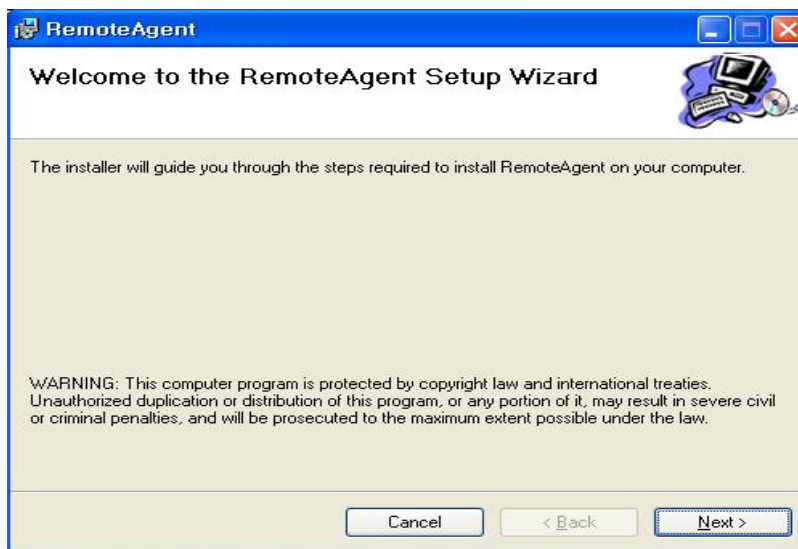 RemoteAgent
Welcome to the RemoteAgent Setup Wizard
The installer will guide you through the steps required to install RemoteAgent on your computer.
WARNING: This computer program is protected by copyright law and international treaties.
Unauthorized duplication or distribution of this program, or any portion of it, may result in severe civil
or criminal penalties, and will be prosecuted to the maximum extent possible under the law.
Cancel
< Back
Next >